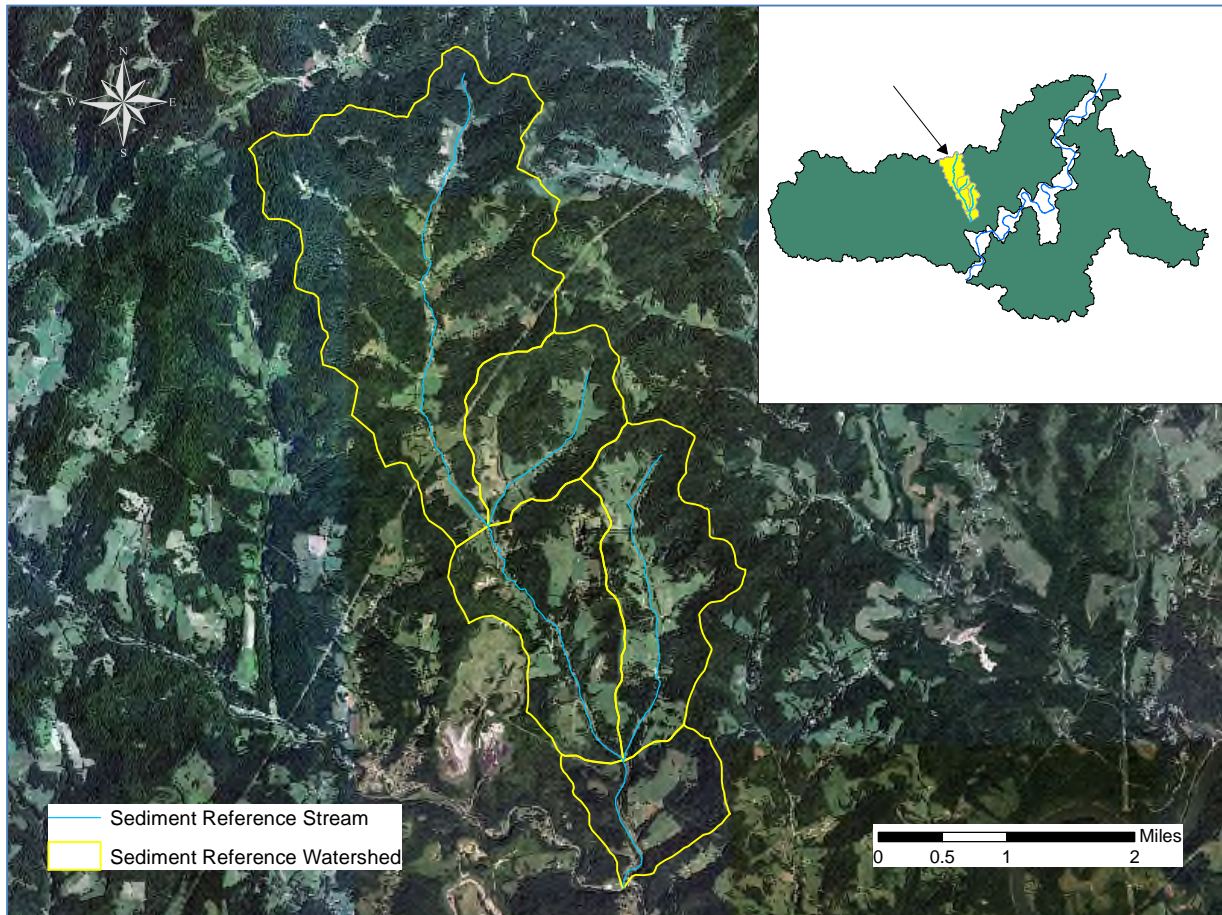 N
W E
S
Sediment Reference Stream
Sediment Reference Watershed
Miles
0 0.5 1 2